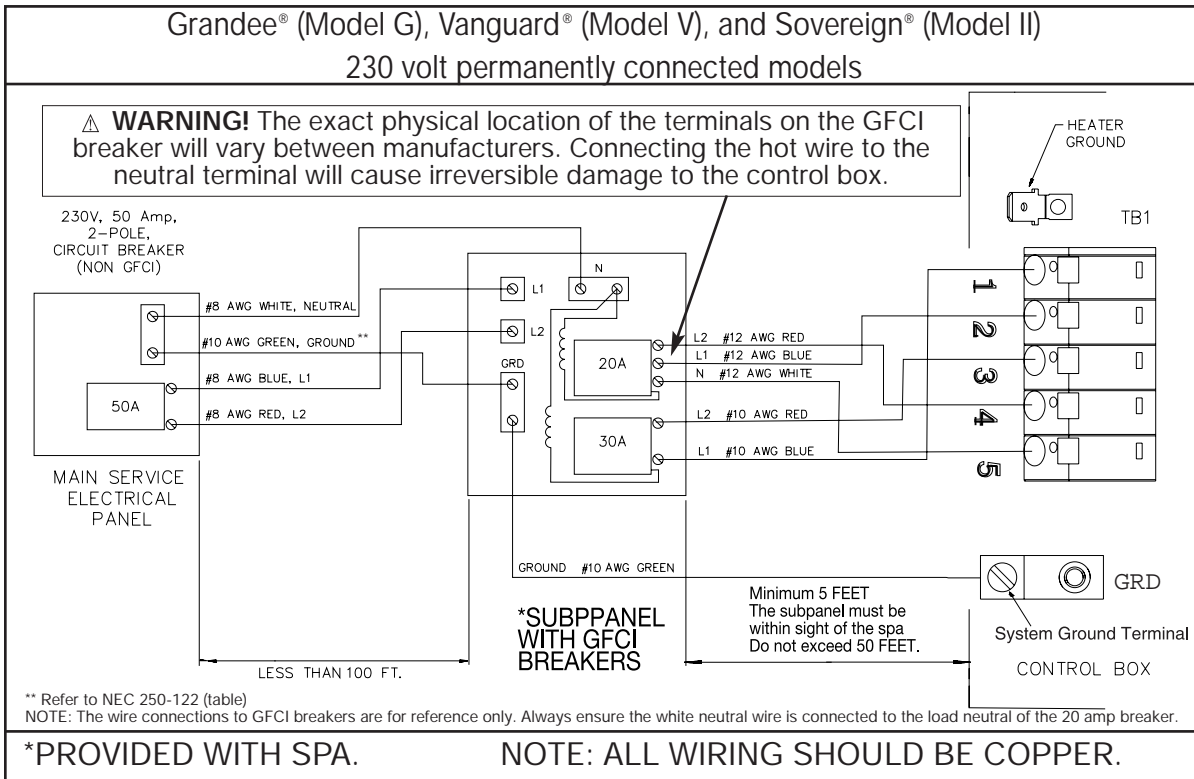 Grandee® (Model G), Vanguard® (Model V), and Sovereign® (Model II)
230 volt permanently connected models
⚠ WARNING! The exact physical location of the terminals on the GFCI
breaker will vary between manufacturers. Connecting the hot wire to the
neutral terminal will cause irreversible damage to the control box.
HEATER
GROUND
TB1
230V, 50 Amp,
2-POLE,
CIRCUIT BREAKER
(NON GFCI)
N
L1
L2
GRD
#8 AWG WHITE, NEUTRAL
#10 AWG GREEN, GROUND**
#8 AWG BLUE, L1
#8 AWG RED, L2
50A
20A
30A
L2 #12 AWG RED
L1 #12 AWG BLUE
N #12 AWG WHITE
L2 #10 AWG RED
L1 #10 AWG BLUE
1
2
3
4
5
MAIN SERVICE
ELECTRICAL
PANEL
GROUND #10 AWG GREEN
*SUBPPANEL
WITH GFCI
BREAKERS
Minimum 5 FEET
The subpanel must be
within sight of the spa
Do not exceed 50 FEET.
GRD
System Ground Terminal
CONTROL BOX
LESS THAN 100 FT.
** Refer to NEC 250-122 (table)
NOTE: The wire connections to GFCI breakers are for reference only. Always ensure the white neutral wire is connected to the load neutral of the 20 amp breaker.
*PROVIDED WITH SPA. NOTE: ALL WIRING SHOULD BE COPPER.